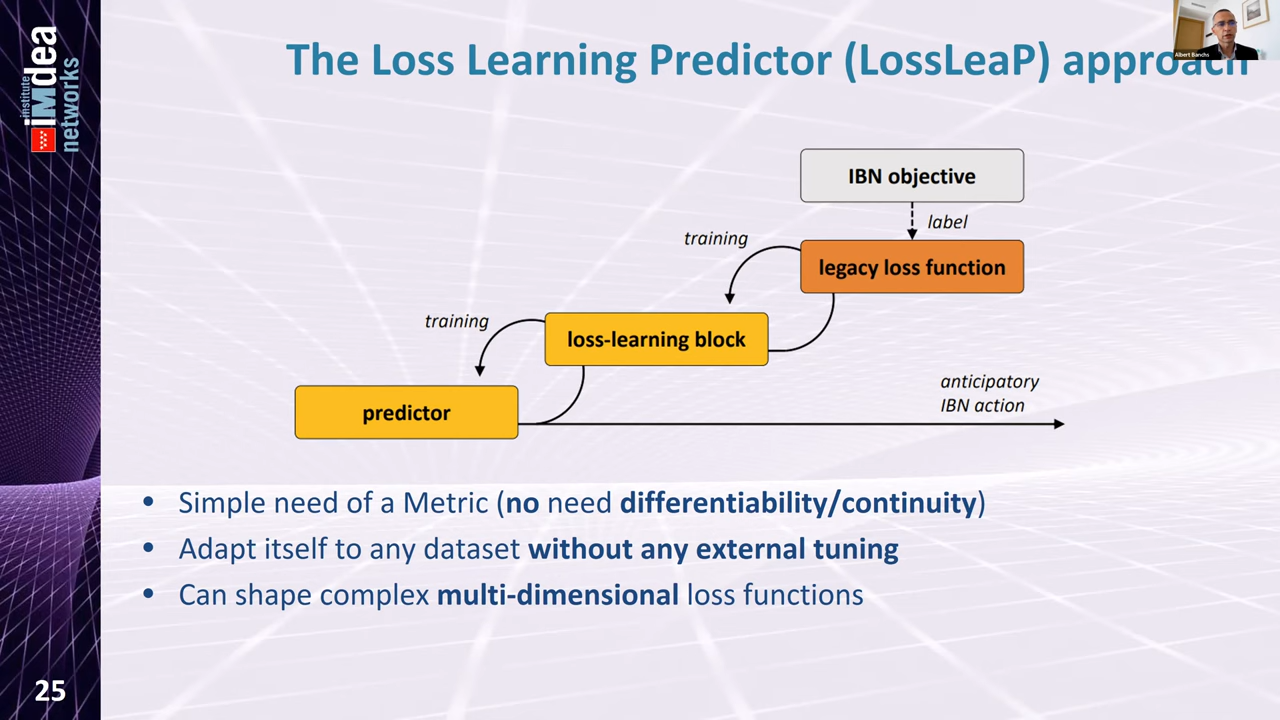 institute
iMdea
networks
The Loss Learning Predictor (LossLeaP) approach
Albert Banchs
IBN objective
label
training
legacy loss function
training
loss-learning block
anticipatory
IBN action
predictor
• Simple need of a Metric (no need differentiability/continuity)
• Adapt itself to any dataset without any external tuning
• Can shape complex multi-dimensional loss functions
25